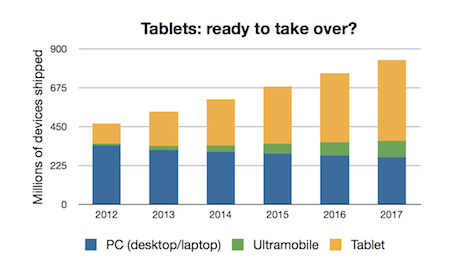 Tablets: ready to take over?
Millions of devices shipped
900
675
450
225
0
2012 2013 2014 2015 2016 2017
PC (desktop/laptop) Ultramobile Tablet